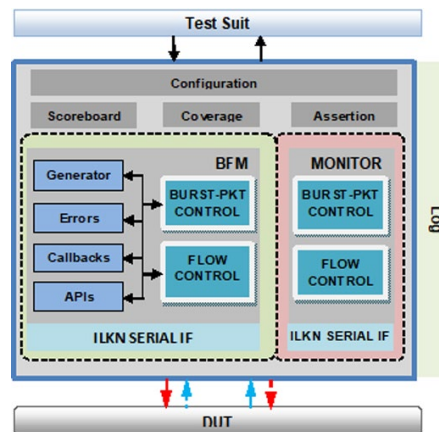 Test Suit
Configuration
Scoreboard
Coverage
Assertion
BFM
MONITOR
Generator
Errors
Callbacks
APIs
BURST-PKT
CONTROL
FLOW
CONTROL
BURST-PKT
CONTROL
FLOW
CONTROL
ILKN SERIAL IF
ILKN SERIAL IF
Log
DUT